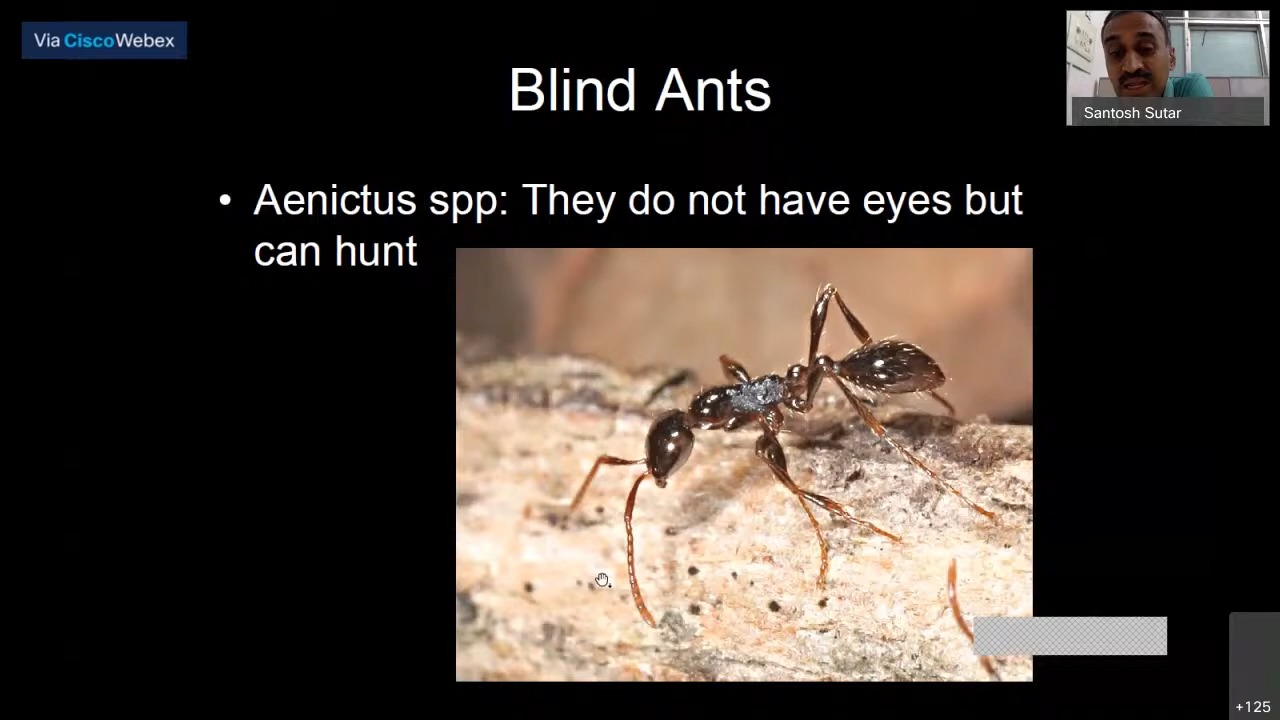 Via CiscoWebex
Blind Ants
Santosh Sutar
• Aenictus spp: They do not have eyes but
can hunt
+125